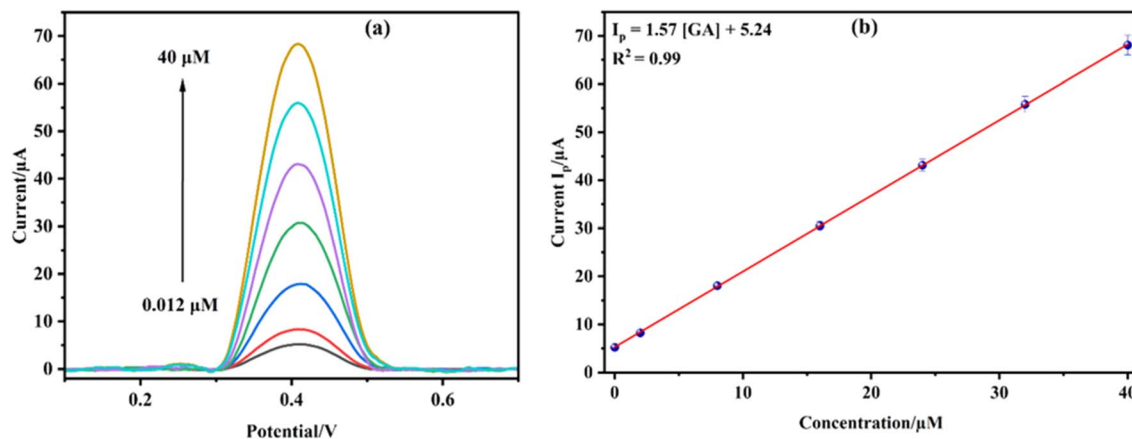 (a)
40 μM
0.012 μM
Current/μA
70
60
50
40
30
20
10
0
0.2
0.4
0.6
Potential/V
I_p = 1.57 [GA] + 5.24
R² = 0.99
(b)
Current I_p/μA
70
60
50
40
30
20
10
0
0
10
20
30
40
Concentration/μM